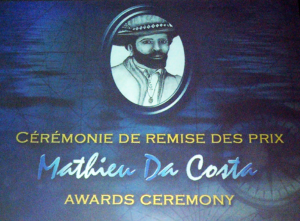 CÉRÉMONIE DE REMISE DES PRIX
Mathieu Da Costa
AWARDS CEREMONY